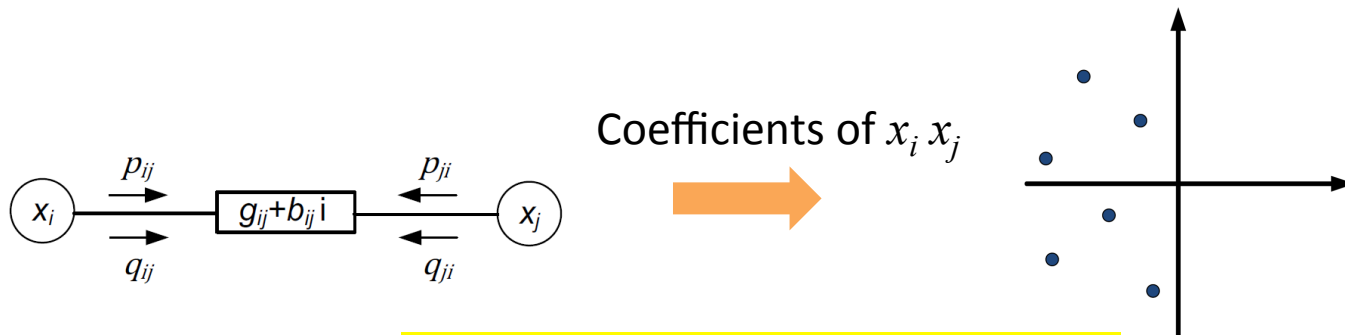 Coefficients of x_i x_j
p_ij
p_ji
x_i
g_ij+b_ij i
x_j
q_ij
q_ji